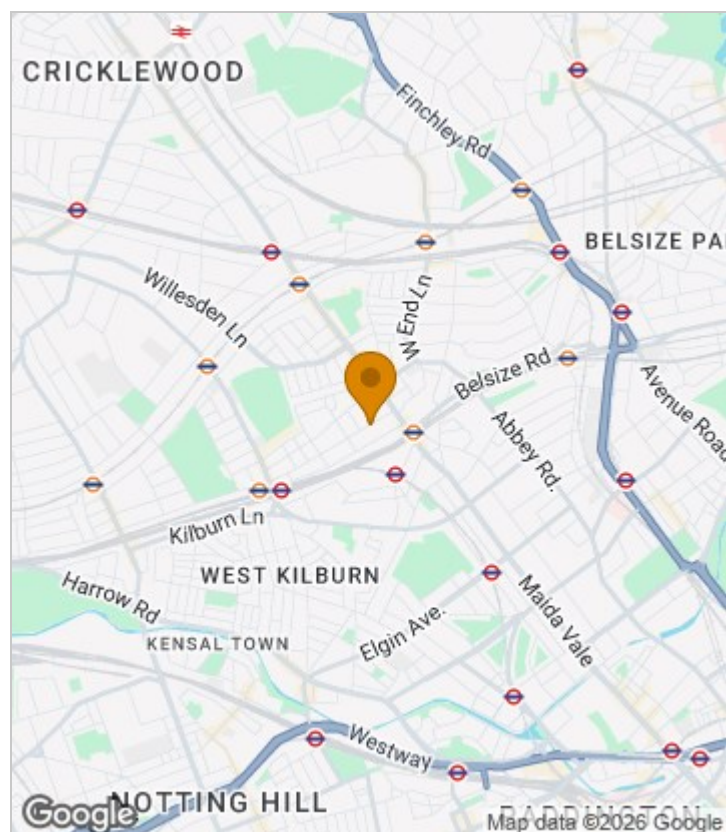 CRICKLEWOOD
Finchley Rd
BELSIZE PA
Willesden Ln
W End Ln
Belsize Rd
Avenue Road
Abbey Rd.
Kilburn Ln
WEST KILBURN
Harrow Rd
Maida Vale
Elgin Ave.
KENSAL TOWN
Westway
NOTTING HILL
PADDINGTON
Google
Map data ©2026 Google